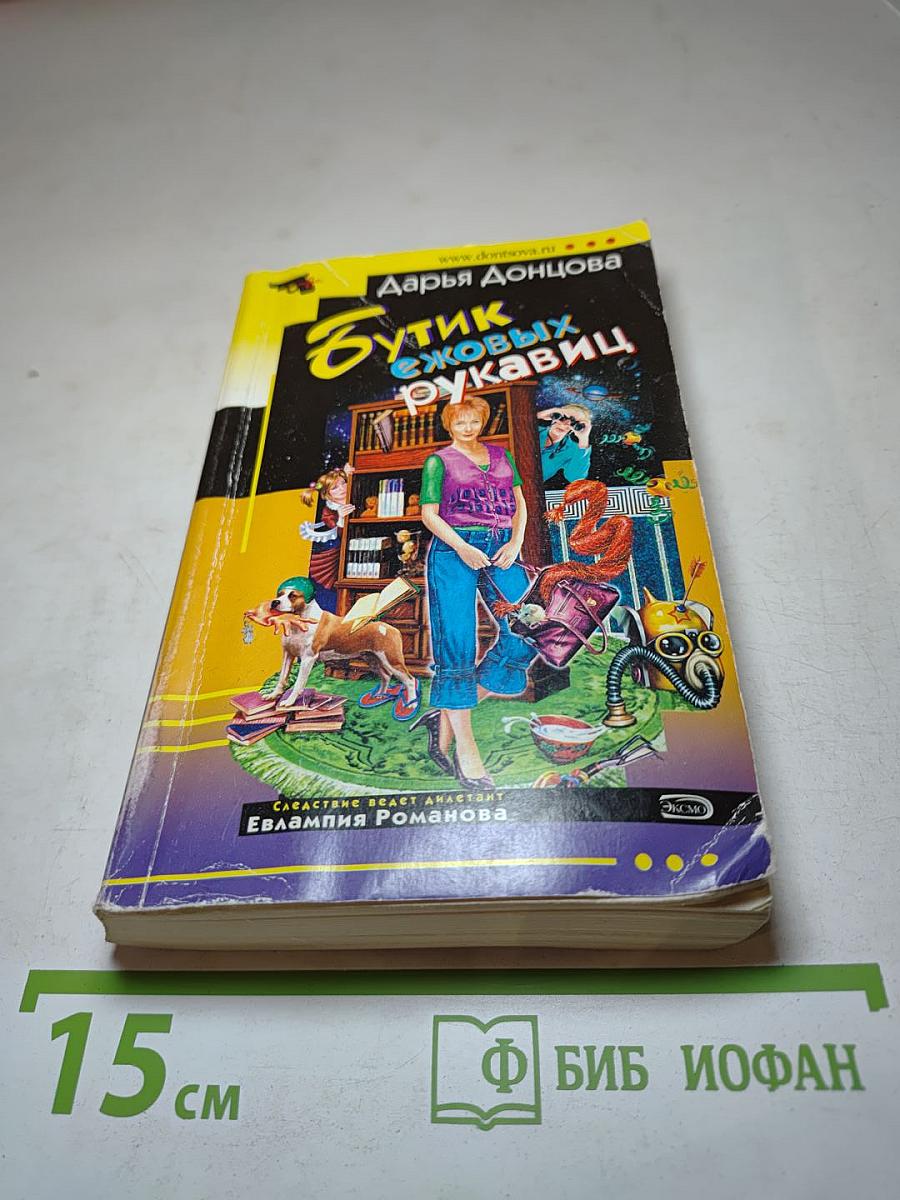 www.dontsova.ru
Дарья Донцова
Бутик
ежовых
рукавиц
Следствие ведет дилетант
Евлампия Романова
ЭКСМО
15 см
Ф БИБ ИОФАН